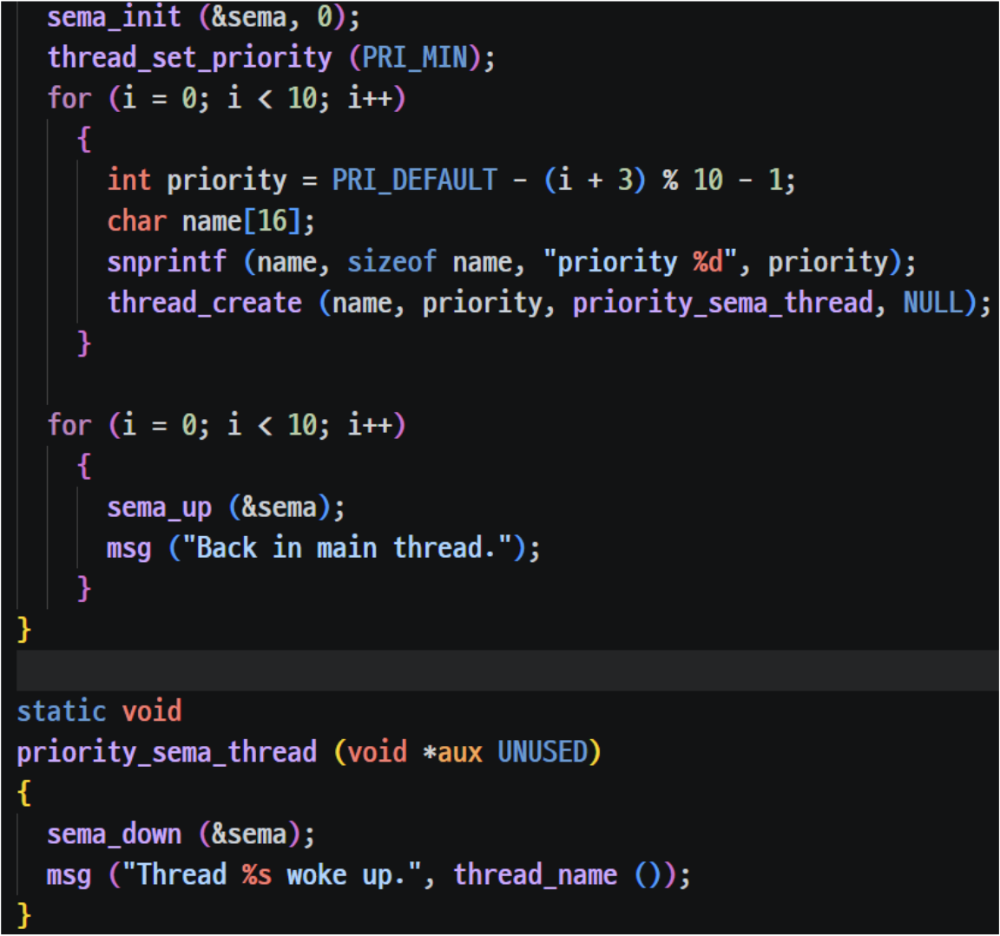 sema_init (&sema, 0);
thread_set_priority (PRI_MIN);
for (i = 0; i < 10; i++)
{
int priority = PRI_DEFAULT - (i + 3) % 10 - 1;
char name[16];
snprintf (name, sizeof name, "priority %d", priority);
thread_create (name, priority, priority_sema_thread, NULL);
}
for (i = 0; i < 10; i++)
{
sema_up (&sema);
msg ("Back in main thread.");
}
}
static void
priority_sema_thread (void *aux UNUSED)
{
sema_down (&sema);
msg ("Thread %s woke up.", thread_name ());
}